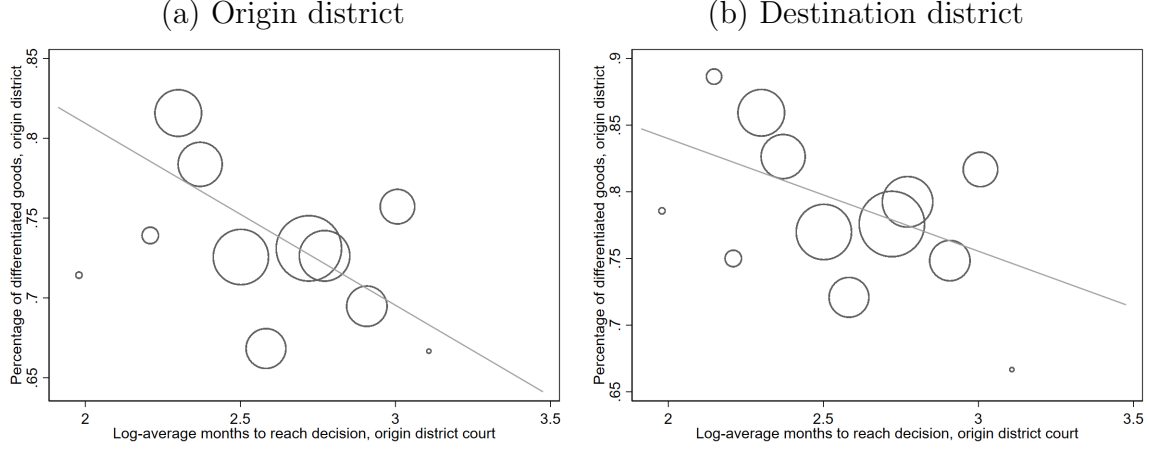 (a) Origin district
Percentage of differentiated goods, origin district
.85
.8
.75
.7
.65
2 2.5 3 3.5
Log-average months to reach decision, origin district court
(b) Destination district
Percentage of differentiated goods, origin district
.9
.85
.8
.75
.7
.65
2 2.5 3 3.5
Log-average months to reach decision, origin district court